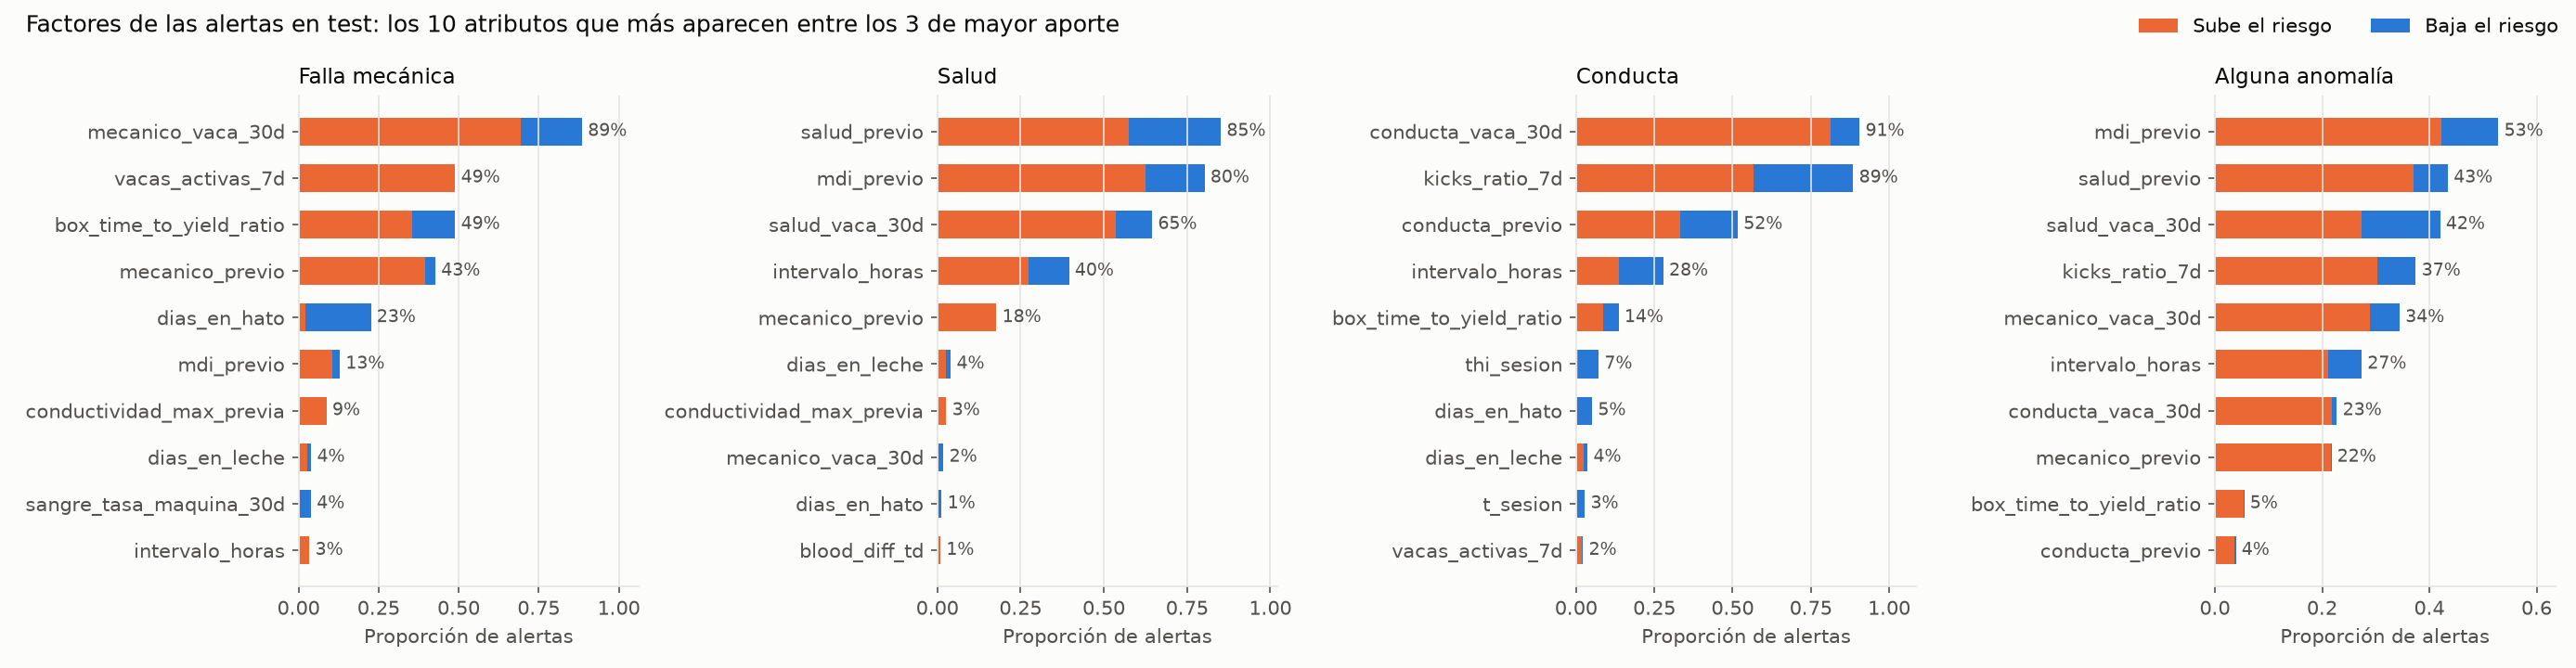 Factores de las alertas en test: los 10 atributos que más aparecen entre los 3 de mayor aporte
Sube el riesgo
Baja el riesgo
Falla mecánica
mecanico_vaca_30d
89%
vacas_activas_7d
49%
box_time_to_yield_ratio
49%
mecanico_previo
43%
dias_en_hato
23%
mdi_previo
13%
conductividad_max_previa
9%
dias_en_leche
4%
sangre_tasa_maquina_30d
4%
intervalo_horas
3%
0.00 0.25 0.50 0.75 1.00
Proporción de alertas
Salud
salud_previo
85%
mdi_previo
80%
salud_vaca_30d
65%
intervalo_horas
40%
mecanico_previo
18%
dias_en_leche
4%
conductividad_max_previa
3%
mecanico_vaca_30d
2%
dias_en_hato
1%
blood_diff_td
1%
0.00 0.25 0.50 0.75 1.00
Proporción de alertas
Conducta
conducta_vaca_30d
91%
kicks_ratio_7d
89%
conducta_previo
52%
intervalo_horas
28%
box_time_to_yield_ratio
14%
thi_sesion
7%
dias_en_hato
5%
dias_en_leche
4%
t_sesion
3%
vacas_activas_7d
2%
0.00 0.25 0.50 0.75 1.00
Proporción de alertas
Alguna anomalía
mdi_previo
53%
salud_previo
43%
salud_vaca_30d
42%
kicks_ratio_7d
37%
mecanico_vaca_30d
34%
intervalo_horas
27%
conducta_vaca_30d
23%
mecanico_previo
22%
box_time_to_yield_ratio
5%
conducta_previo
4%
0.0 0.2 0.4 0.6
Proporción de alertas